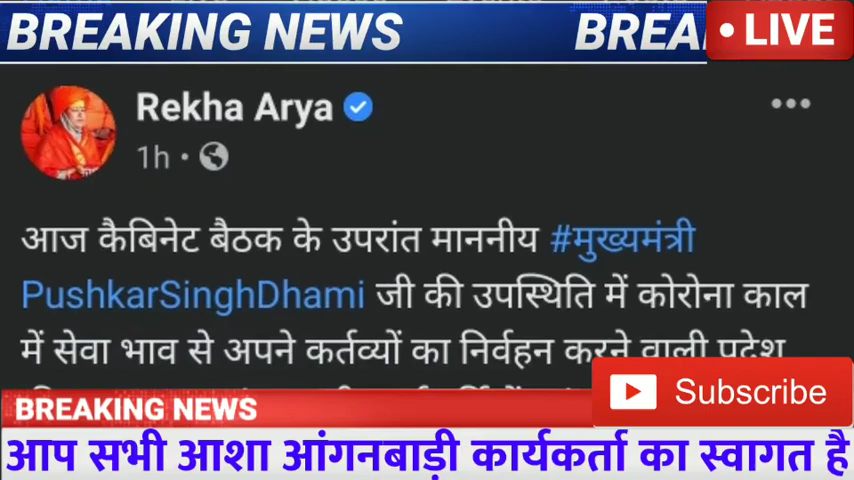 BREAKING NEWS BREA
• LIVE
Rekha Arya
1h •
आज कैबिनेट बैठक के उपरांत माननीय #मुख्यमंत्री
PushkarSinghDhami जी की उपस्थिति में कोरोना काल
में सेवा भाव से अपने कर्तव्यों का निर्वहन करने वाली प्रदेश
BREAKING NEWS
Subscribe
आप सभी आशा आंगनबाड़ी कार्यकर्ता का स्वागत है